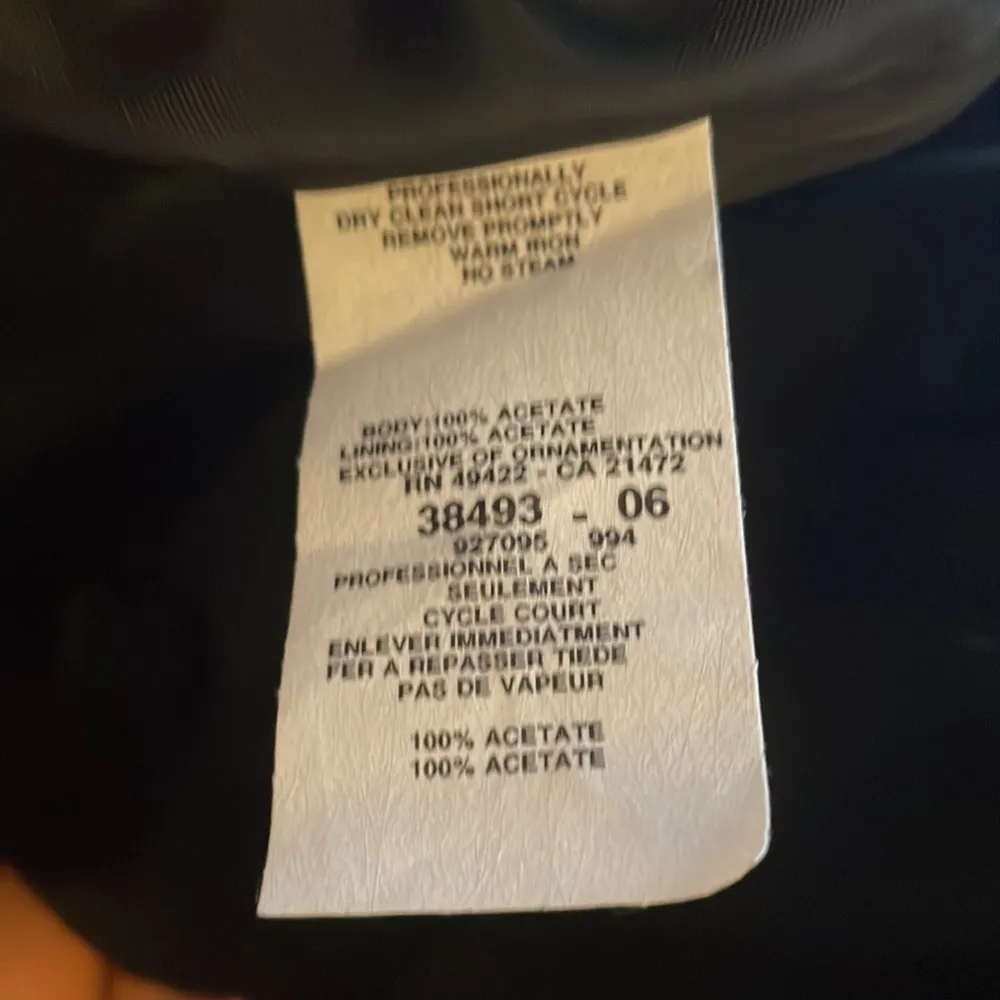 PROFESSIONALLY
DRY CLEAN SHORT CYCLE
REMOVE PROMPTLY
WARM IRON
NO STEAM
BODY:100% ACETATE
LINING:100% ACETATE
EXCLUSIVE OF ORNAMENTATION
RN 49422 - CA 21472
38493 - 06
927095 994
PROFESSIONNEL A SEC
SEULEMENT
CYCLE COURT
ENLEVER IMMEDIATMENT
FER A REPASSER TIEDE
PAS DE VAPEUR
100% ACETATE
100% ACETATE